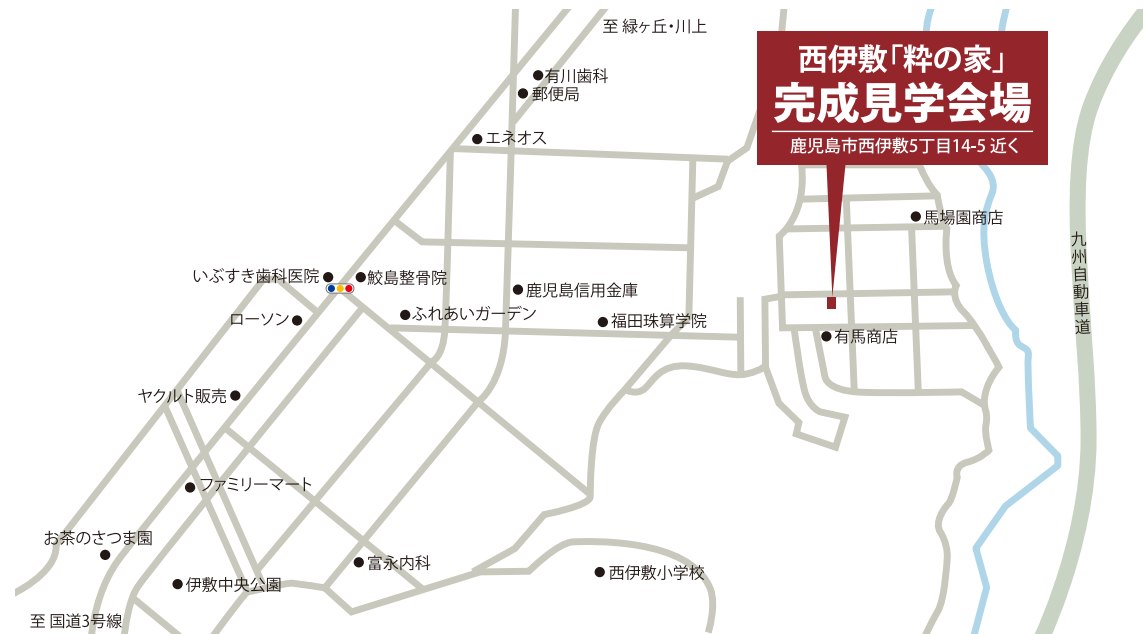 至 緑ヶ丘・川上
西伊敷「粋の家」
完成見学会場
鹿児島市西伊敷5丁目14-5 近く
有川歯科
郵便局
エネオス
馬場園商店
九州自動車道
いぶすき歯科医院
鮫島整骨院
鹿児島信用金庫
ローソン
ふれあいガーデン
福田珠算学院
有馬商店
ヤクルト販売
ファミリーマート
お茶のさつま園
富永内科
伊敷中央公園
西伊敷小学校
至 国道3号線